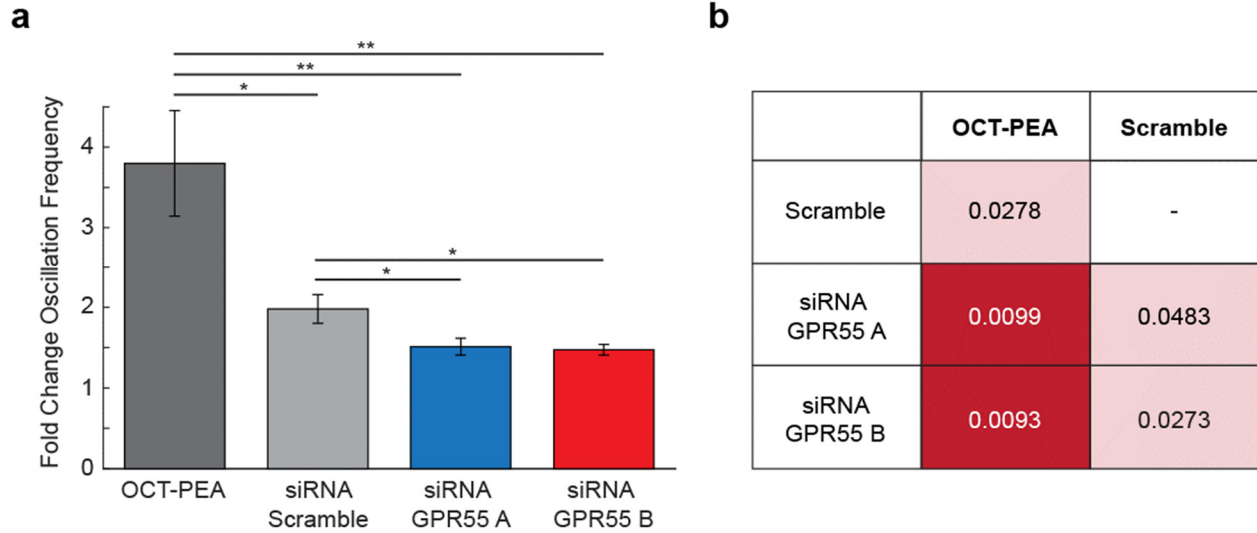 a
**
**
*
*
*
Fold Change Oscillation Frequency
4
3
2
1
0
OCT-PEA
siRNA
Scramble
siRNA
GPR55 A
siRNA
GPR55 B
b
OCT-PEA Scramble
Scramble 0.0278 -
siRNA
GPR55 A
0.0099 0.0483
siRNA
GPR55 B
0.0093 0.0273